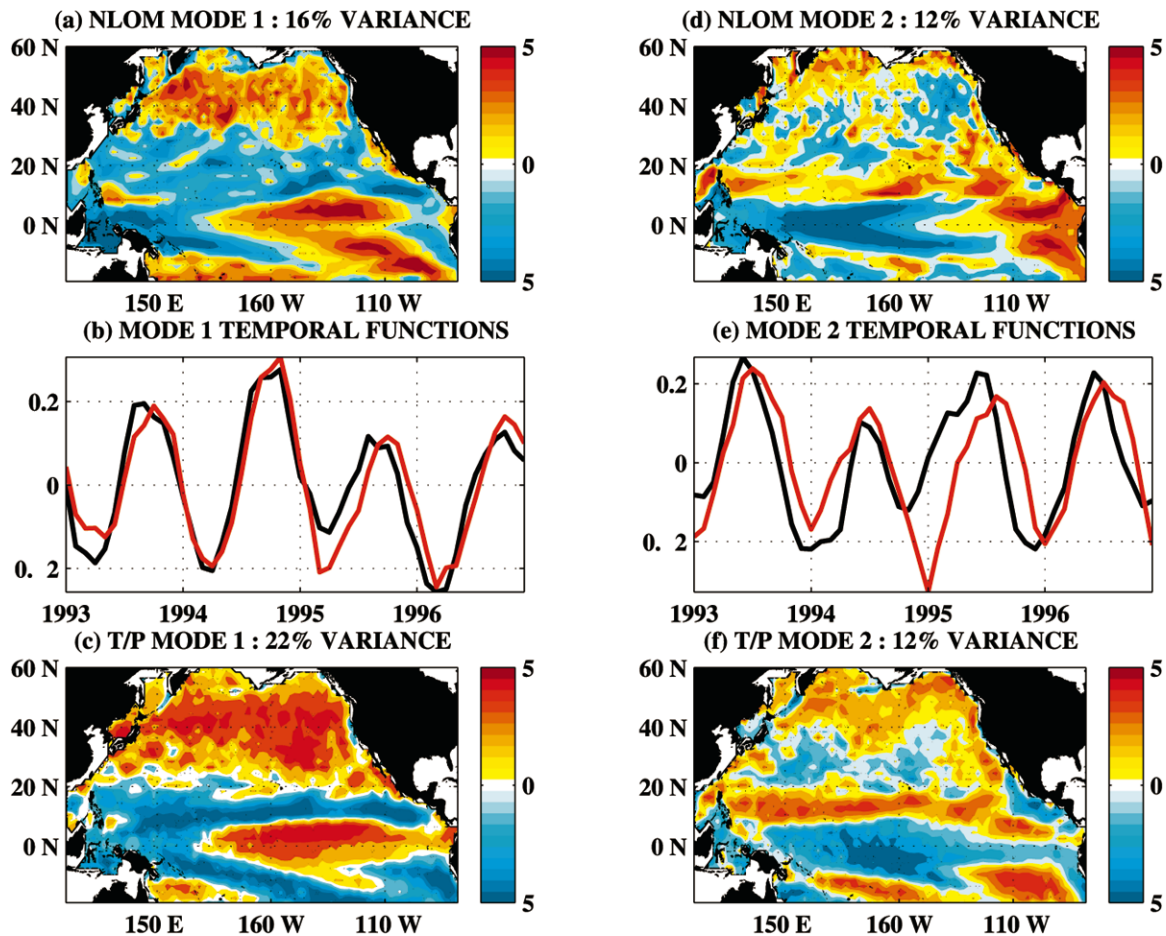 (a) NLOM MODE 1 : 16% VARIANCE
60 N
40 N
20 N
0 N
150 E 160 W 110 W
5
0
5
(b) MODE 1 TEMPORAL FUNCTIONS
0.2
0
0. 2
1993 1994 1995 1996
(c) T/P MODE 1 : 22% VARIANCE
60 N
40 N
20 N
0 N
150 E 160 W 110 W
5
0
5
(d) NLOM MODE 2 : 12% VARIANCE
60 N
40 N
20 N
0 N
150 E 160 W 110 W
5
0
5
(e) MODE 2 TEMPORAL FUNCTIONS
0.2
0
0. 2
1993 1994 1995 1996
(f) T/P MODE 2 : 12% VARIANCE
60 N
40 N
20 N
0 N
150 E 160 W 110 W
5
0
5